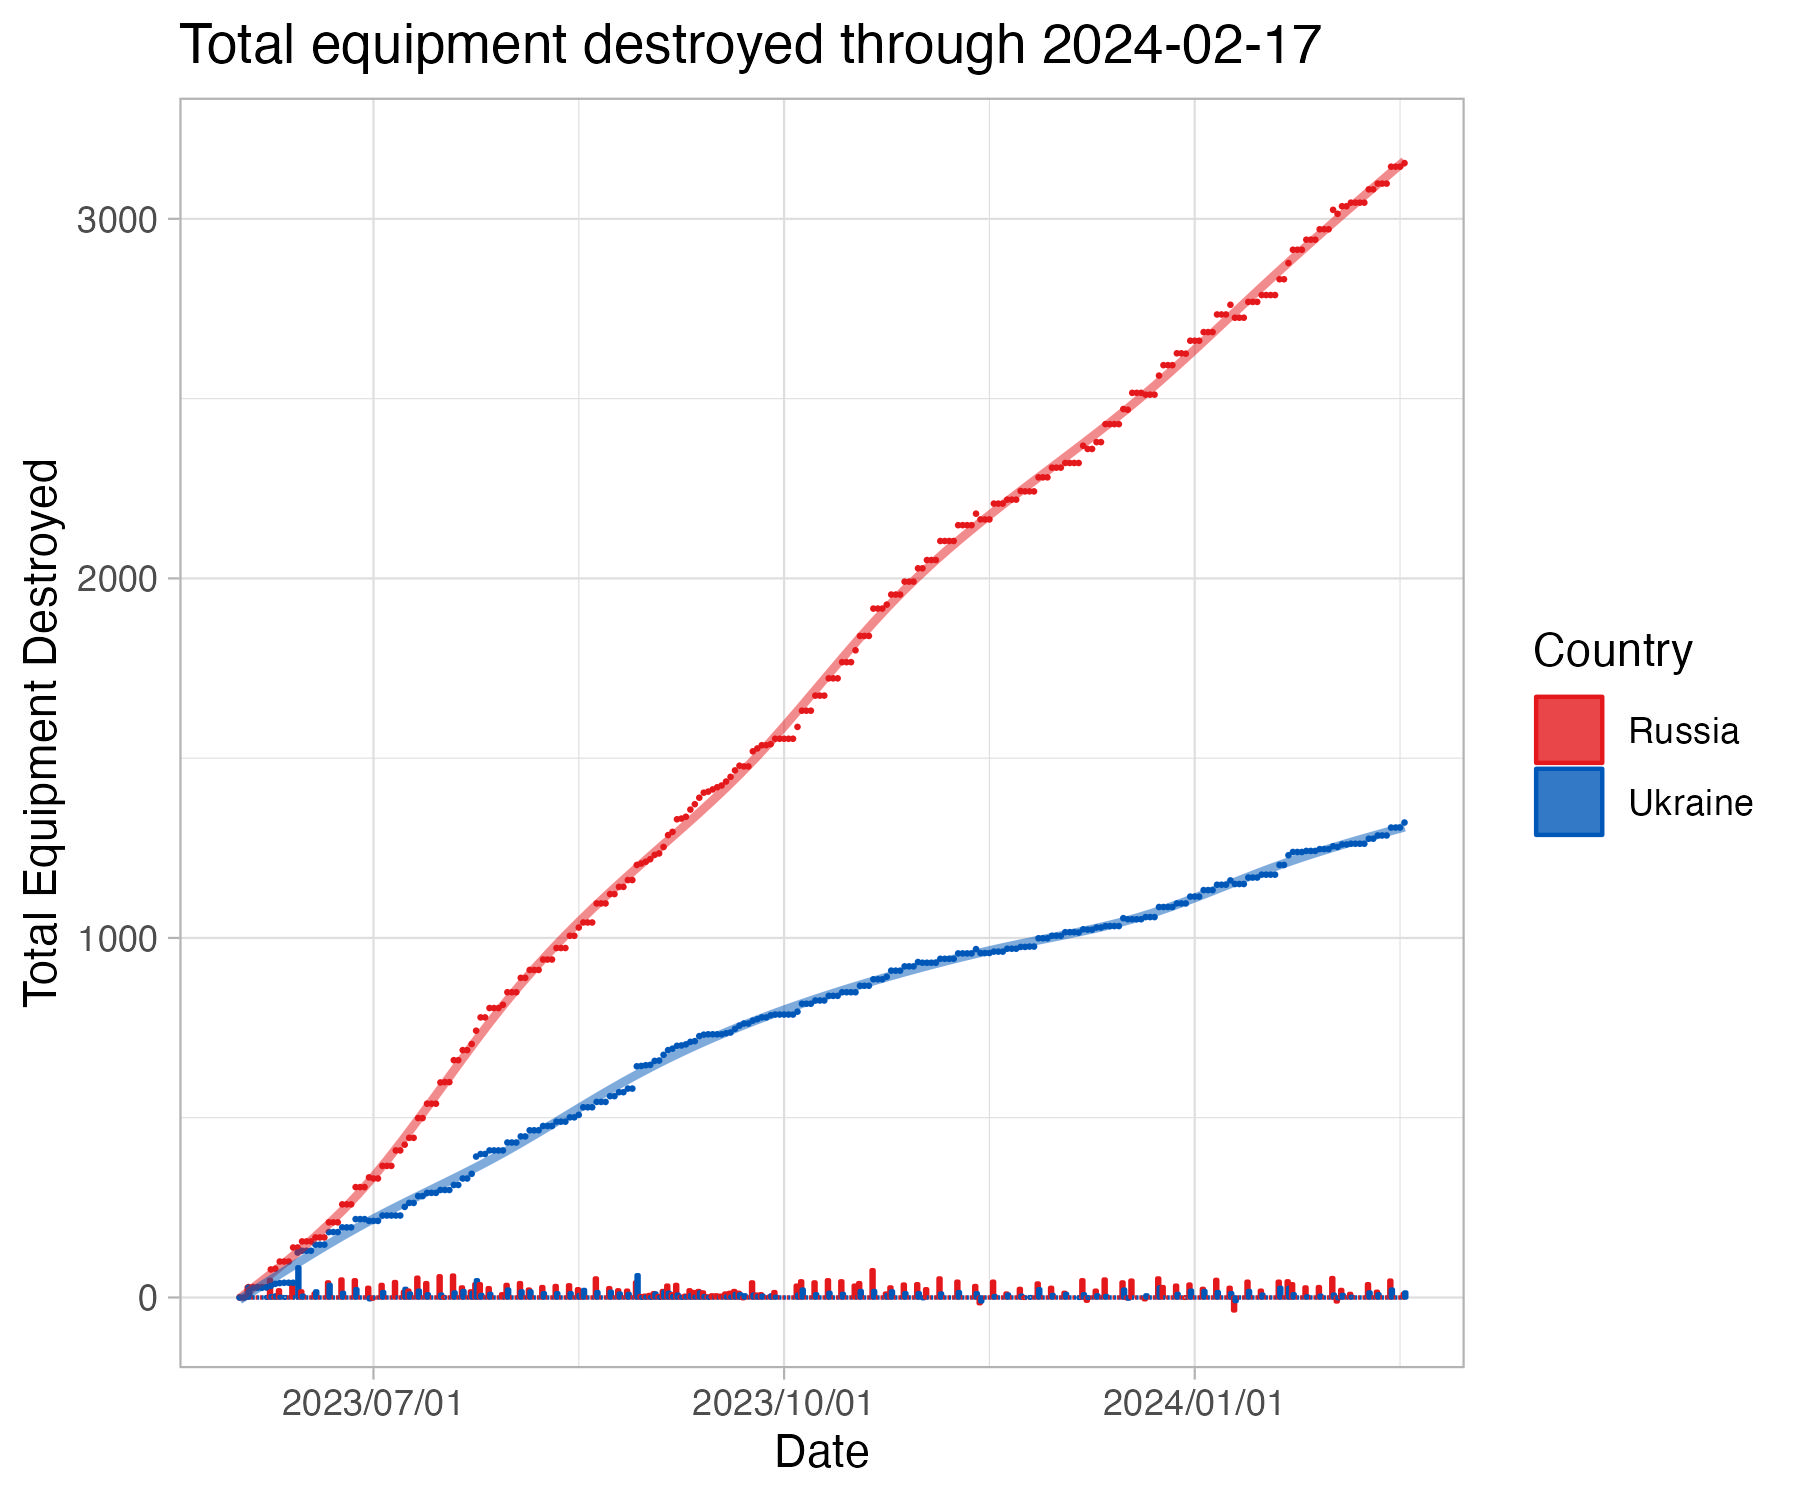 Total equipment destroyed through 2024-02-17
Total Equipment Destroyed
3000
2000
1000
0
2023/07/01
2023/10/01
2024/01/01
Date
Country
Russia
Ukraine